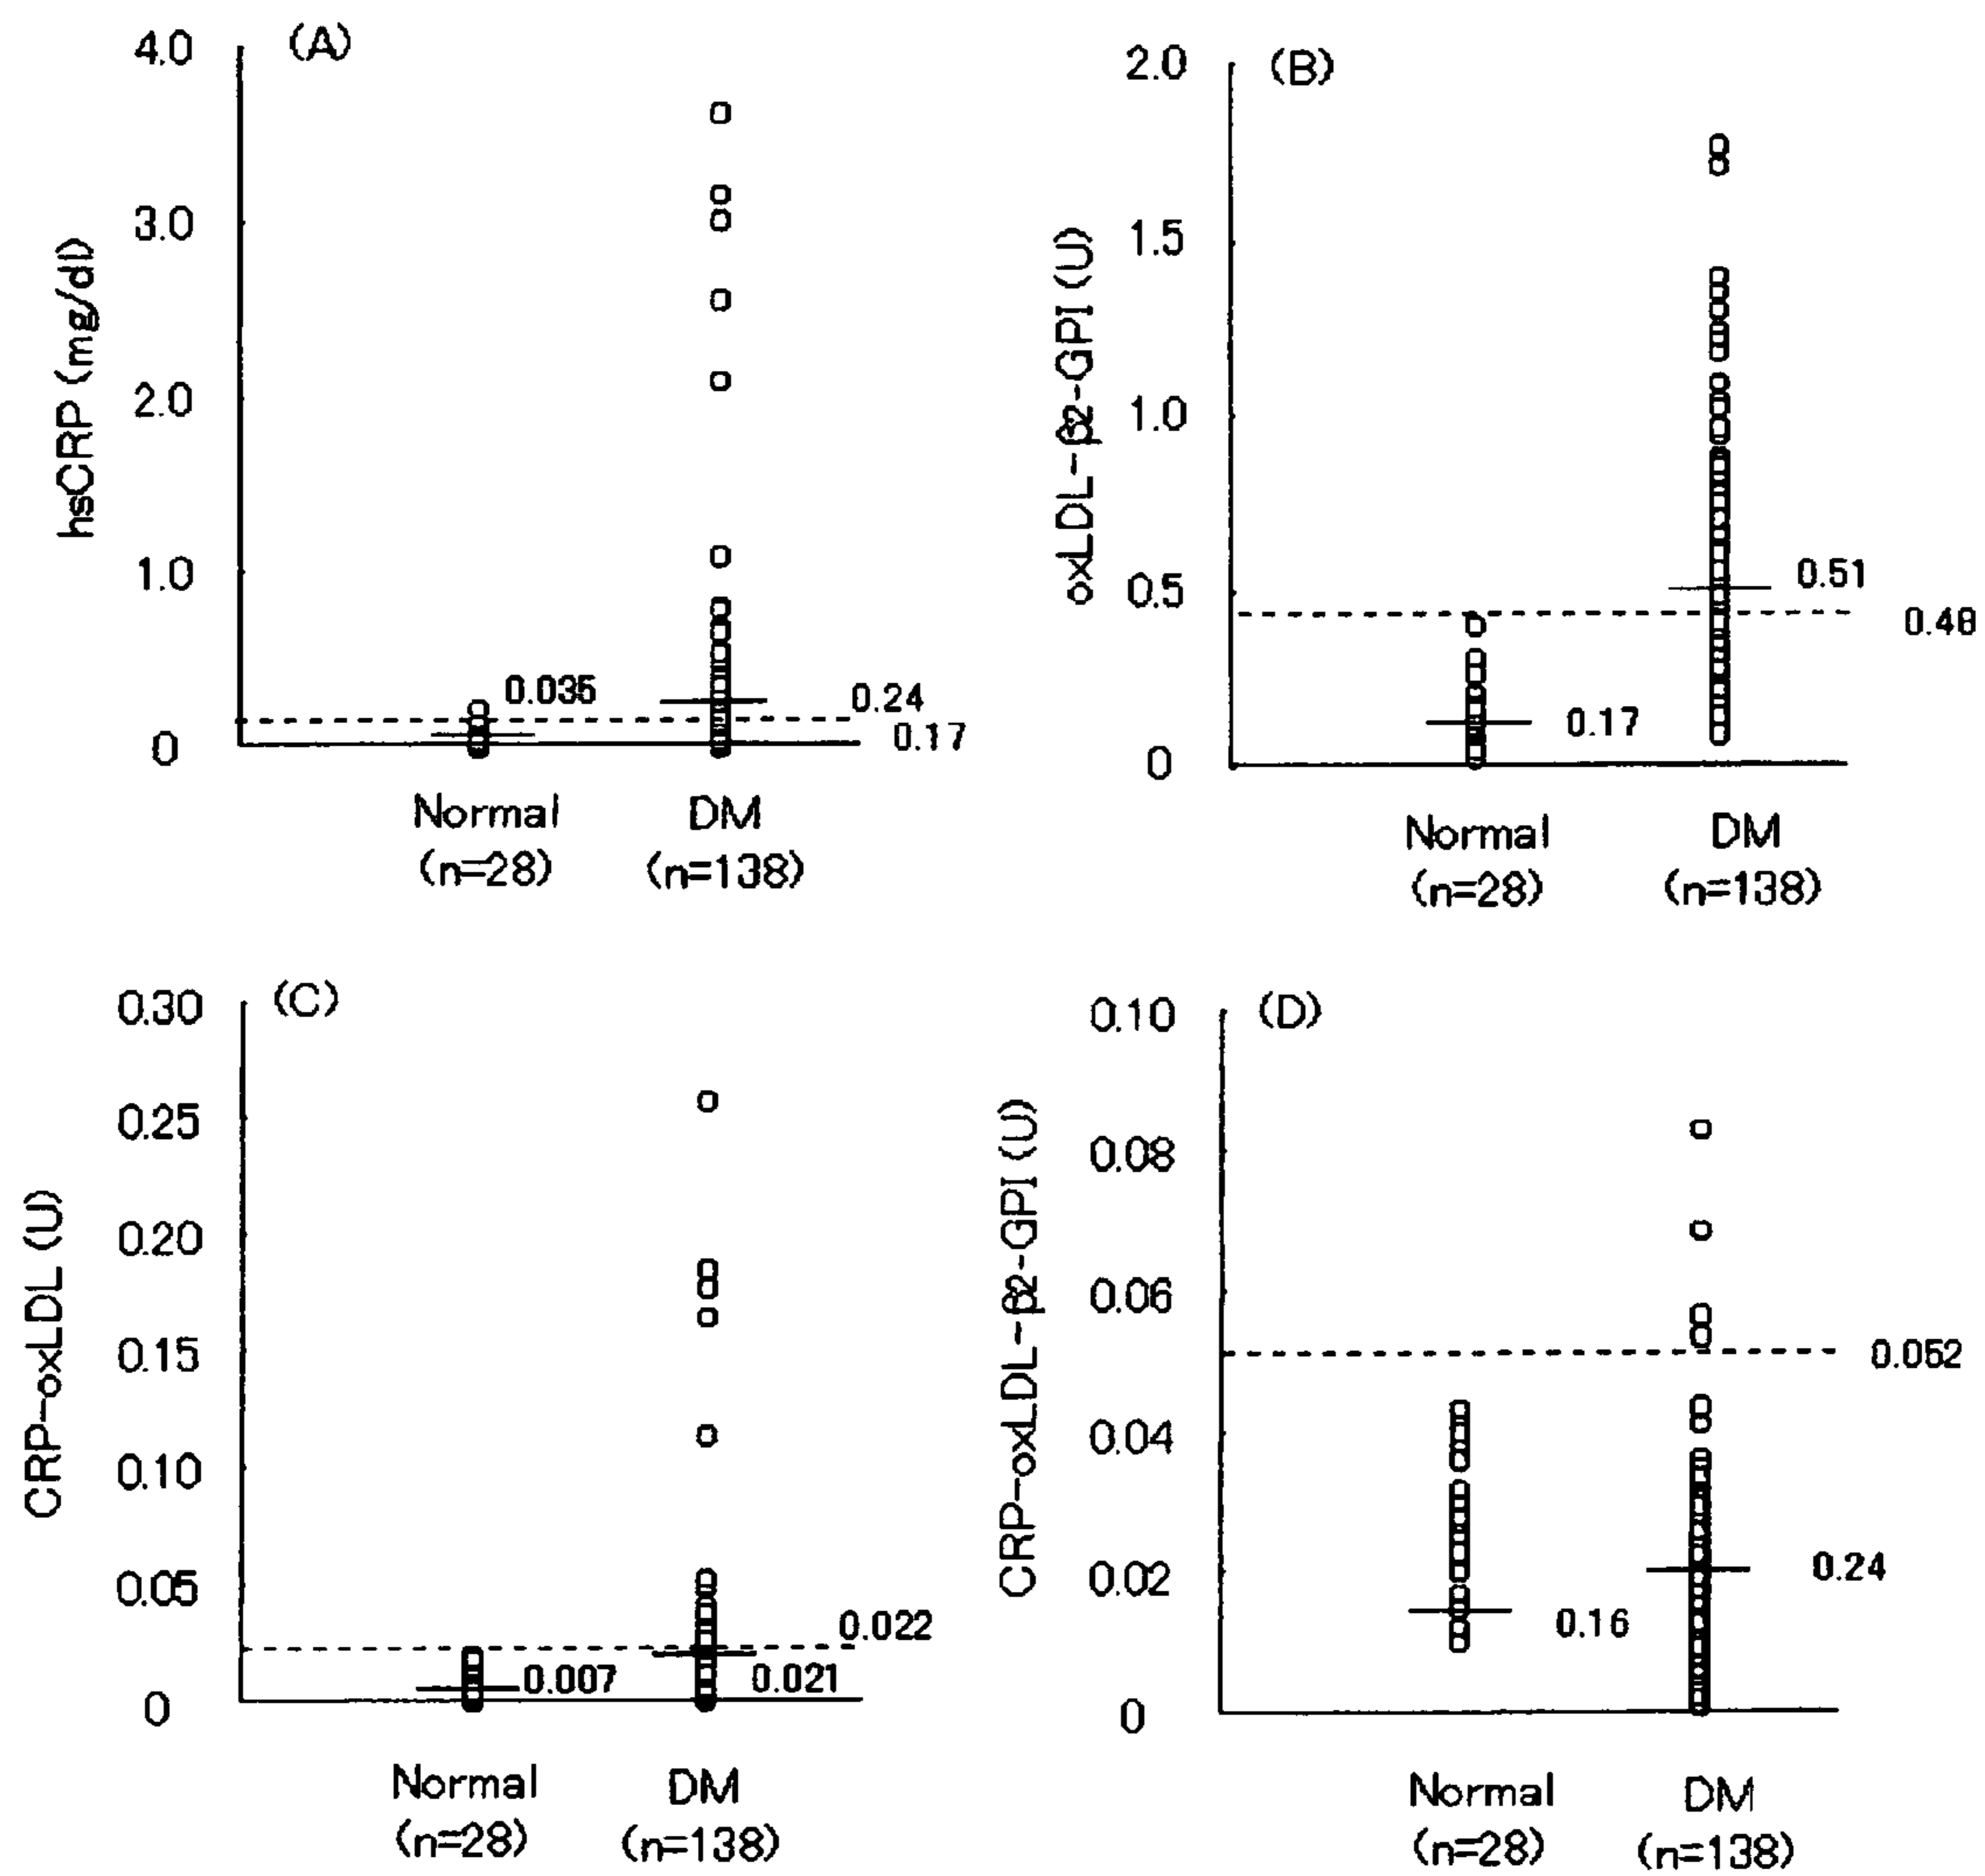 (A)
4.0
3.0
2.0
1.0
0
hsCRP (mg/dl)
0.035
0.24
0.17
Normal
(n=28)
DM
(n=138)
(B)
2.0
1.5
1.0
0.5
0
oxLDL-β2-GPI (U)
0.51
0.48
0.17
Normal
(n=28)
DM
(n=138)
(C)
0.30
0.25
0.20
0.15
0.10
0.05
0
CRP-oxLDL (U)
0.022
0.007
0.021
Normal
(n=28)
DM
(n=138)
(D)
0.10
0.08
0.06
0.04
0.02
0
CRP-oxLDL-β2-GPI (U)
0.052
0.24
0.16
Normal
(n=28)
DM
(n=138)